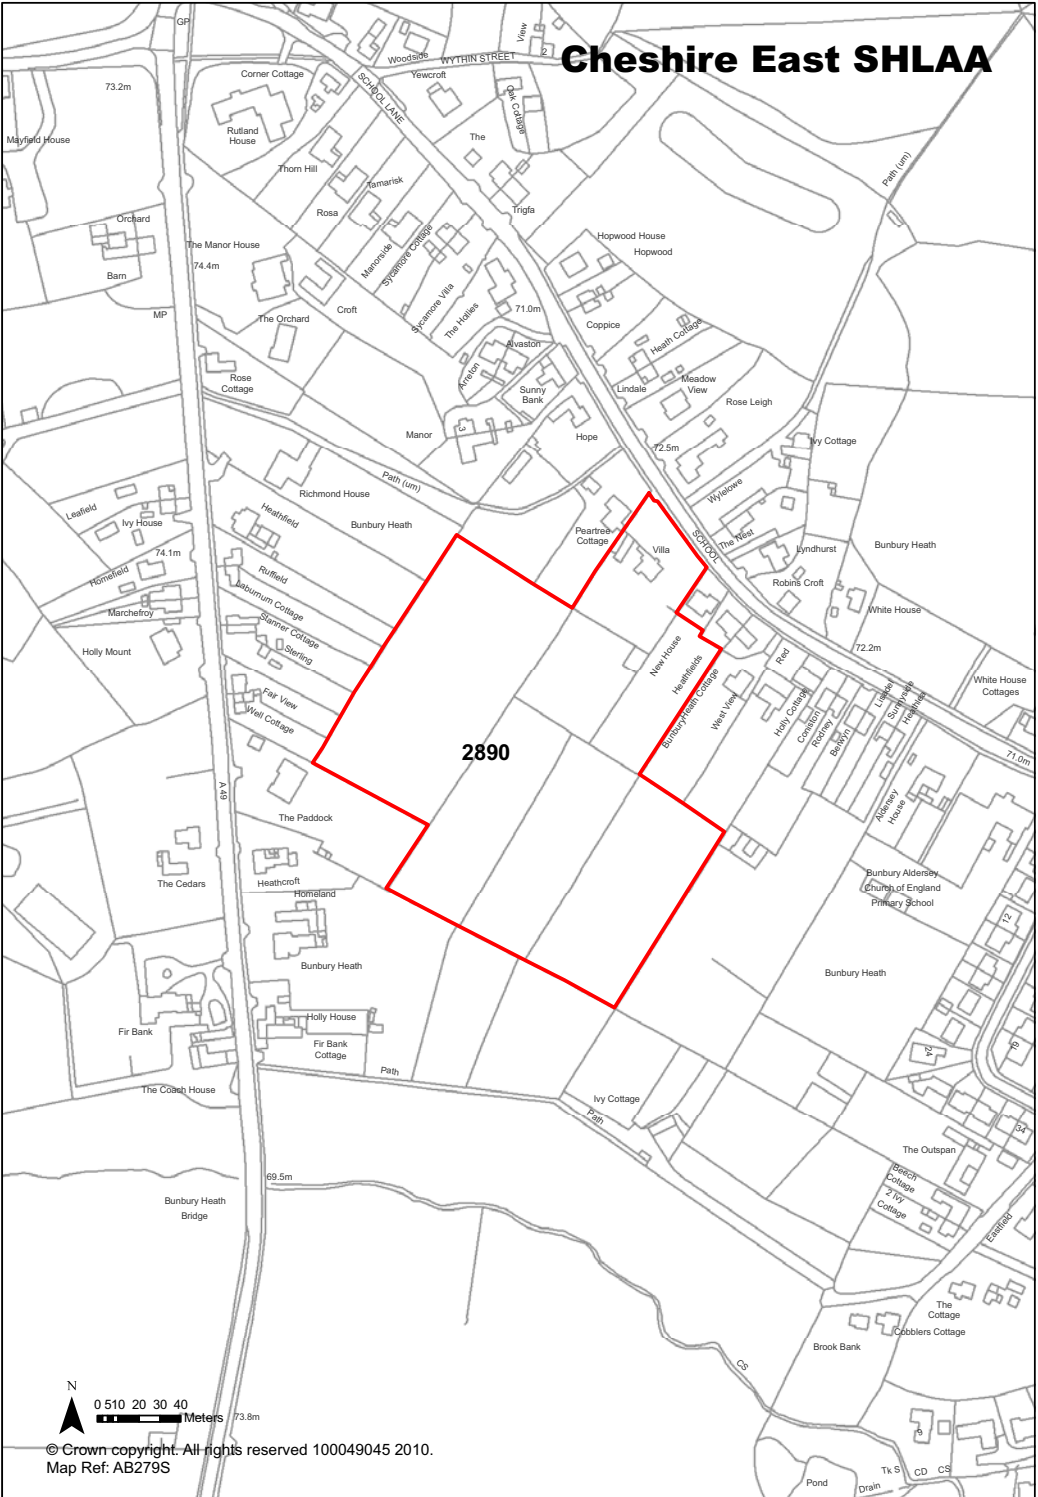 Cheshire East SHLAA
GP
View
2
Woodside
WYTHIN STREET
Corner Cottage
Yewcroft
73.2m
SCHOOL LANE
Oak Cottage
Mayfield House
Rutland
House
The
Path (um)
Thorn Hill
Tamarisk
Rosa
Trigfa
Orchard
The Manor House
Manorside
Sycamore Cottage
Hopwood House
Hopwood
74.4m
Barn
MP
Croft
The Orchard
Sycamore Villa
The Hollies
71.0m
Coppice
Heath Cottage
Alvaston
Arreton
Rose
Cottage
Sunny
Bank
Lindale
Meadow
View
Rose Leigh
Manor
3
Hope
72.5m
Ivy Cottage
Path (um)
Richmond House
Wylelowe
Leafield
Ivy House
Heathfield
Bunbury Heath
Peartree
Cottage
Villa
SCHOOL
The Nest
Lyndhurst
Bunbury Heath
74.1m
Homefield
Ruffield
Robins Croft
Laburnum Cottage
Marchefroy
Slanner Cottage
White House
Holly Mount
Sterling
New House
Heathfields
Red
72.2m
White House
Cottages
Fair View
Well Cottage
BunburyHeath Cottage
West View
Holly Cottage
Coniston
Rodney
Berwyn
Lisadel
Sunnyside
Heathlea
2890
71.0m
A 49
The Paddock
Aldersey
House
The Cedars
Heathcroft
Homeland
Bunbury Aldersey
Church of England
Primary School
12
Bunbury Heath
Bunbury Heath
Holly House
Fir Bank
Fir Bank
Cottage
24
19
Path
The Coach House
Ivy Cottage
Path
34
The Outspan
69.5m
Beech
Cottage
2 Ivy
Cottage
Bunbury Heath
Bridge
Eastfield
The
Cottage
Cobblers Cottage
Brook Bank
CS
N
0 510 20 30 40
Meters
73.8m
9
© Crown copyright. All rights reserved 100049045 2010.
Map Ref: AB279S
Tk S
CD
CS
Pond
Drain